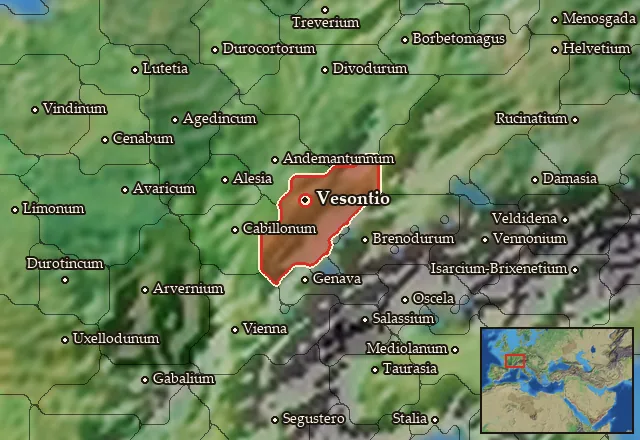 Treverium
Menosgada
Durocortorum
Borbetomagus
Helvetium
Lutetia
Divodurum
Vindinum
Agedincum
Rucinatium
Cenabum
Andemantunnum
Avaricum
Alesia
Damasia
Vesontio
Limonum
Veldidena
Cabillonum
Brenodurum
Vennonium
Durotincum
Genava
Isarcium-Brixenetium
Arvernium
Oscela
Uxellodunum
Vienna
Salassium
Mediolanum
Gabalium
Taurasia
Segustero
Stalia